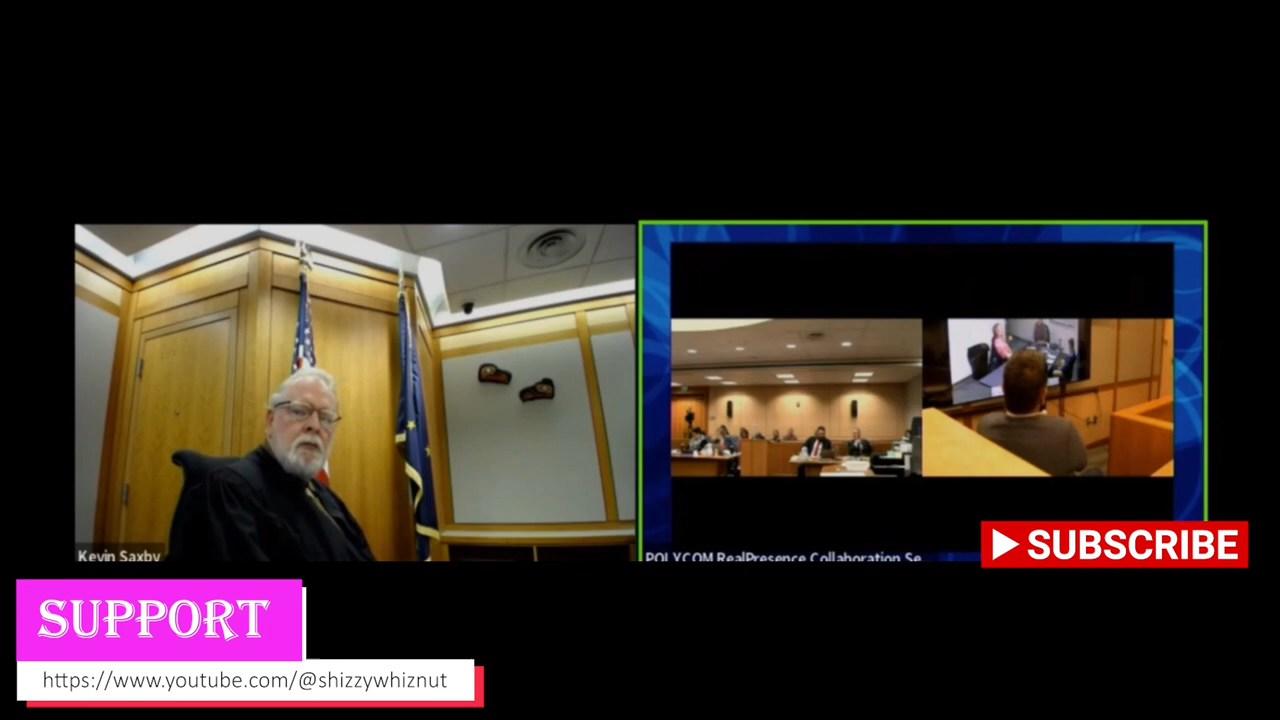 Kevin Saxby
POLYCOM RealPresence Collaboration Se
SUBSCRIBE
SUPPORT
https://www.youtube.com/@shizzywhiznut